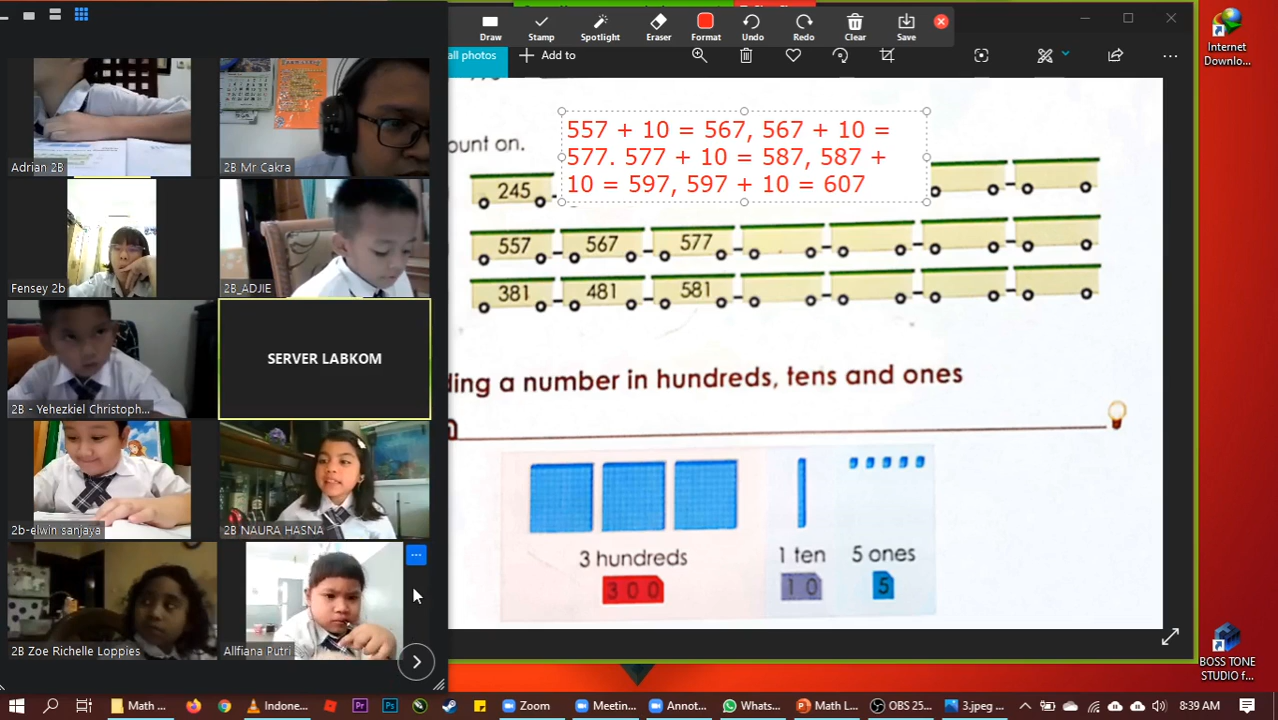 Draw
Stamp
Spotlight
Eraser
Format
Undo
Redo
Clear
Save
all photos
Add to
Internet
Downlo...
557 + 10 = 567, 567 + 10 =
577. 577 + 10 = 587, 587 +
10 = 597, 597 + 10 = 607
ount on.
245
557
567
577
381
481
581
ding a number in hundreds, tens and ones
3 hundreds
1 ten
5 ones
300
10
5
Adrian 2B
2B Mr Cakra
Fensey 2b
2B_ADJIE
2B - Yehezkiel Christoph...
SERVER LABKOM
2b-elwin sanjaya
2B NAURA HASNA
2B Zoe Richelle Loppies
Allfiana Putri
BOSS TONE
STUDIO f...
Math ...
Indone...
Zoom
Meetin...
Annot...
Whats...
Math L...
OBS 25...
3.jpeg ...
8:39 AM